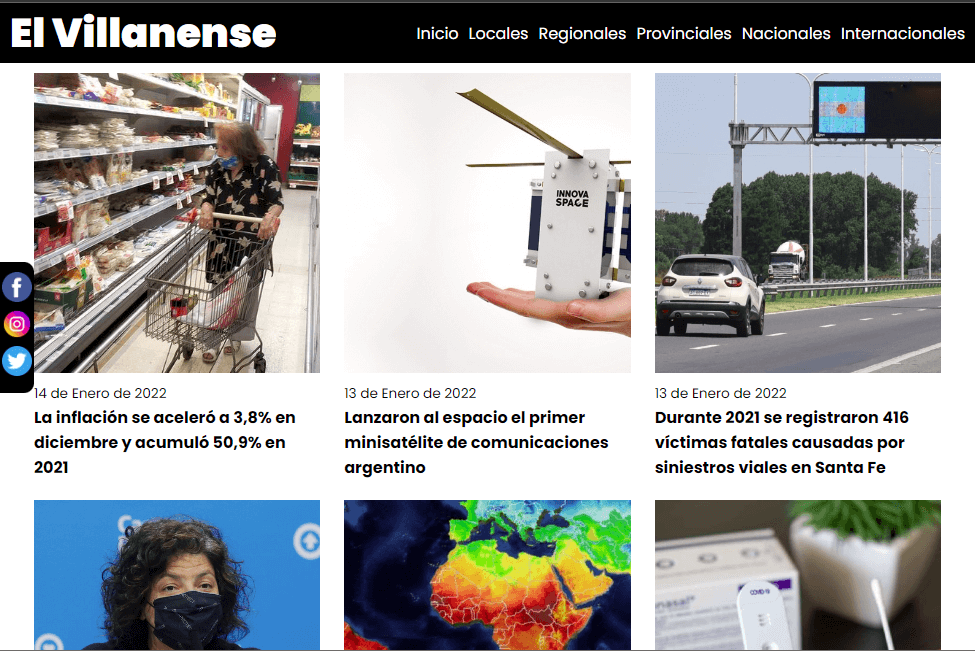 El Villanense
Inicio Locales Regionales Provinciales Nacionales Internacionales
INNOVA
SPACE
14 de Enero de 2022
La inflación se aceleró a 3,8% en
diciembre y acumuló 50,9% en
2021
13 de Enero de 2022
Lanzaron al espacio el primer
minisatélite de comunicaciones
argentino
13 de Enero de 2022
Durante 2021 se registraron 416
víctimas fatales causadas por
siniestros viales en Santa Fe
COVID-19